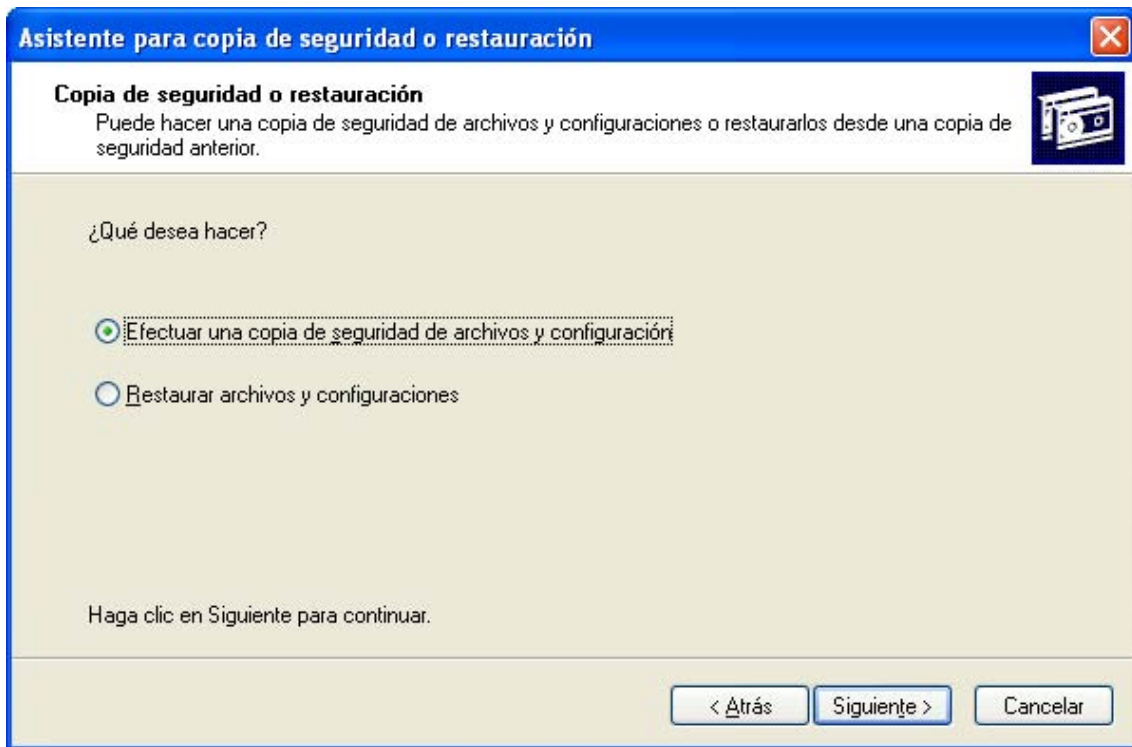 Asistente para copia de seguridad o restauración
Copia de seguridad o restauración
Puede hacer una copia de seguridad de archivos y configuraciones o restaurarlos desde una copia de
seguridad anterior.
¿Qué desea hacer?
Efectuar una copia de seguridad de archivos y configuración
Restaurar archivos y configuraciones
Haga clic en Siguiente para continuar.
< Atrás Siguiente > Cancelar